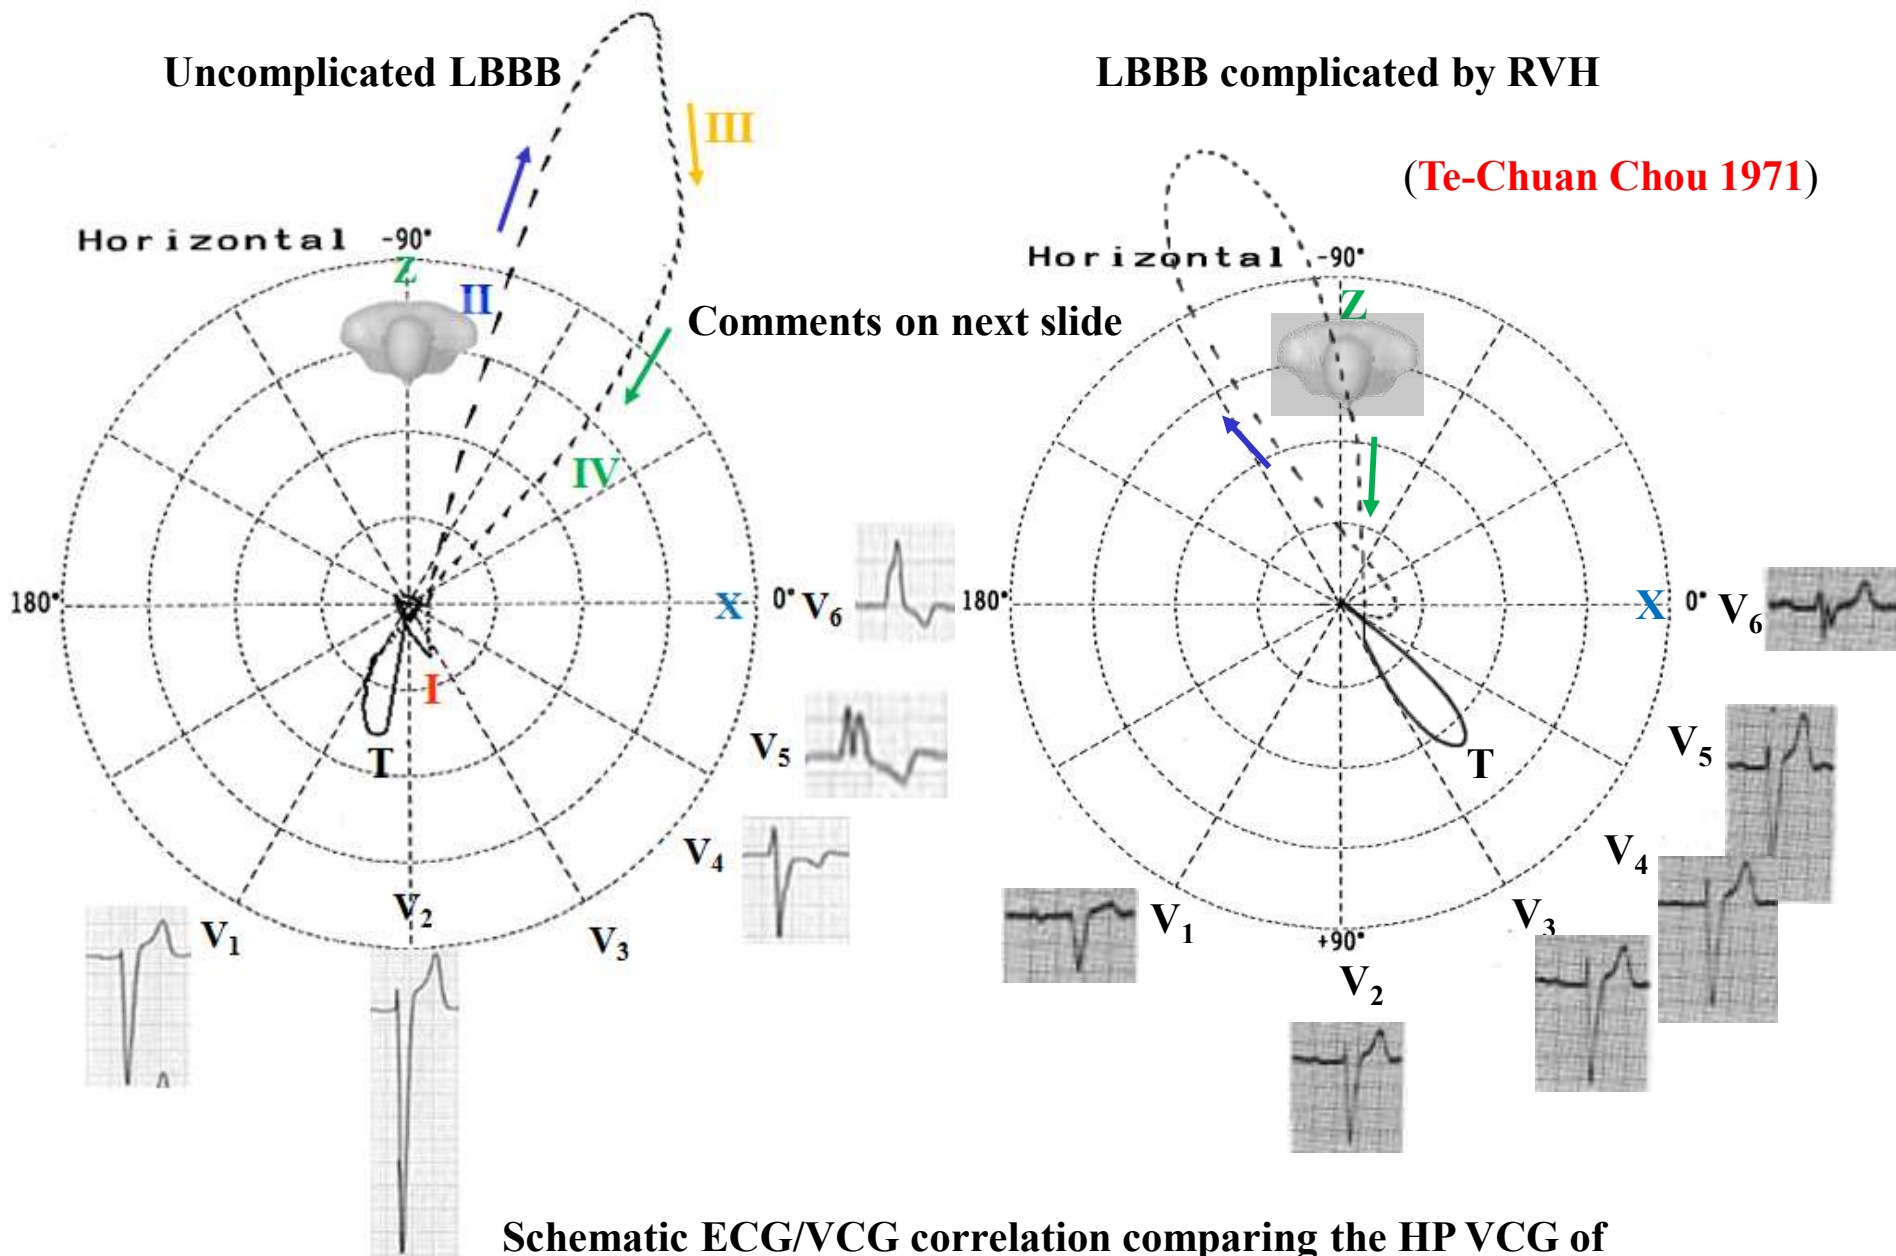 Uncomplicated LBBB
LBBB complicated by RVH
(Te-Chuan Chou 1971)
III
Horizontal -90°
Z
II
Horizontal -90°
Z
Comments on next slide
IV
180°
X
0°
V6
180°
X
0°
V6
I
T
V5
T
V5
V4
V4
V1
V2
V3
V1
+90°
V2
V3
Schematic ECG/VCG correlation comparing the HP VCG of